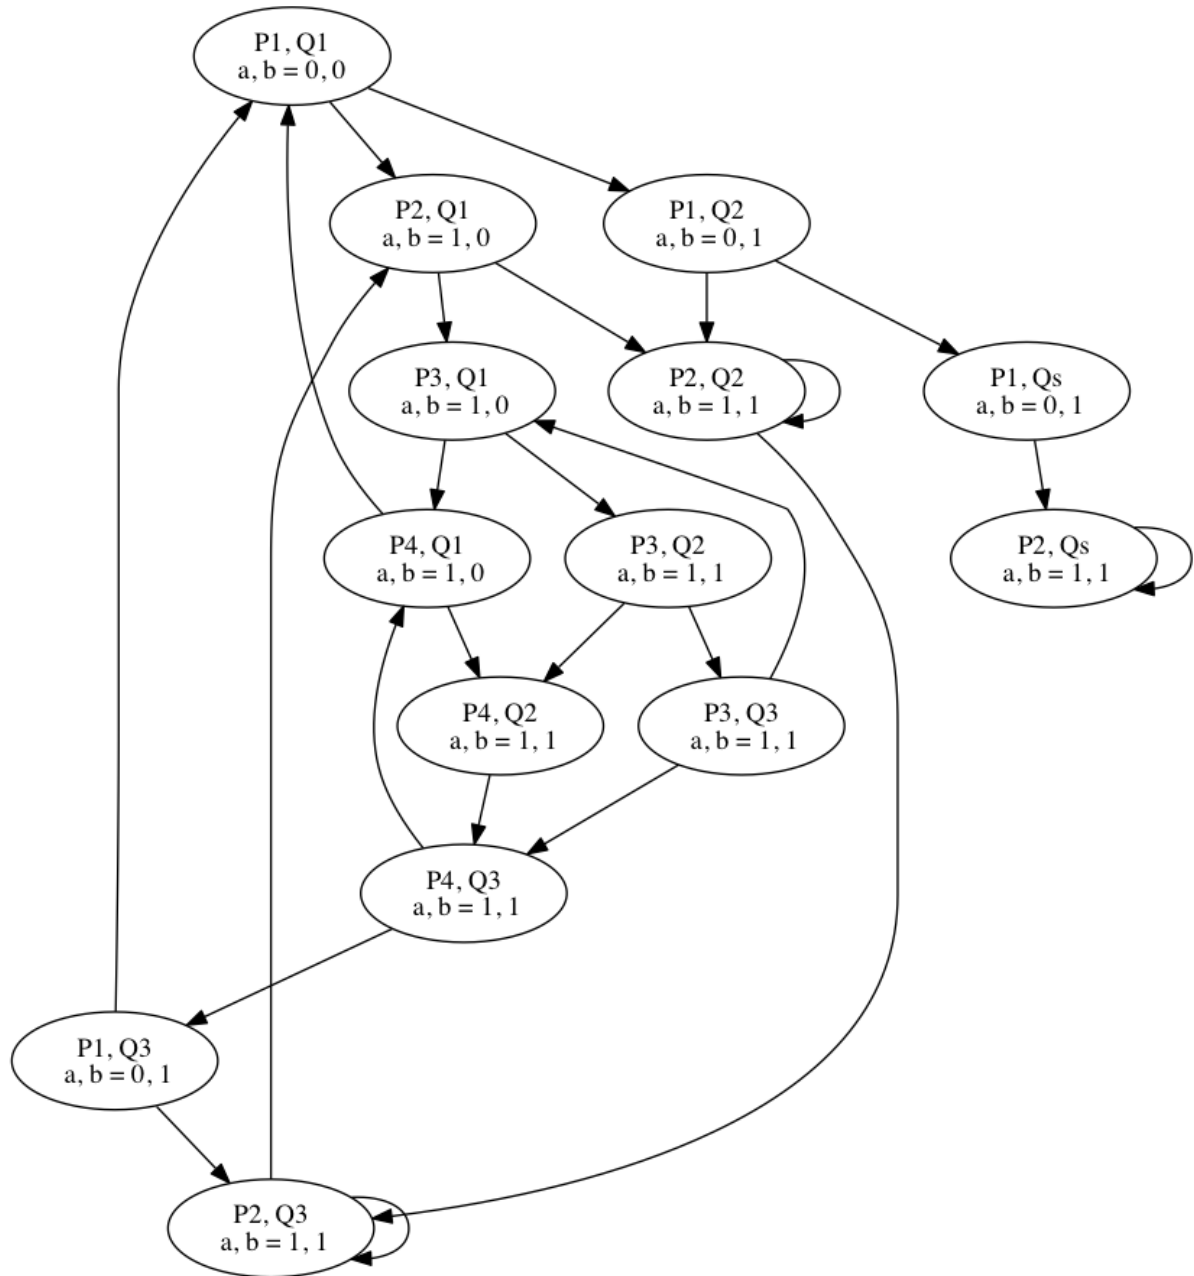 P1, Q1
a, b = 0, 0
P2, Q1
a, b = 1, 0
P1, Q2
a, b = 0, 1
P3, Q1
a, b = 1, 0
P2, Q2
a, b = 1, 1
P1, Qs
a, b = 0, 1
P4, Q1
a, b = 1, 0
P3, Q2
a, b = 1, 1
P2, Qs
a, b = 1, 1
P4, Q2
a, b = 1, 1
P3, Q3
a, b = 1, 1
P4, Q3
a, b = 1, 1
P1, Q3
a, b = 0, 1
P2, Q3
a, b = 1, 1